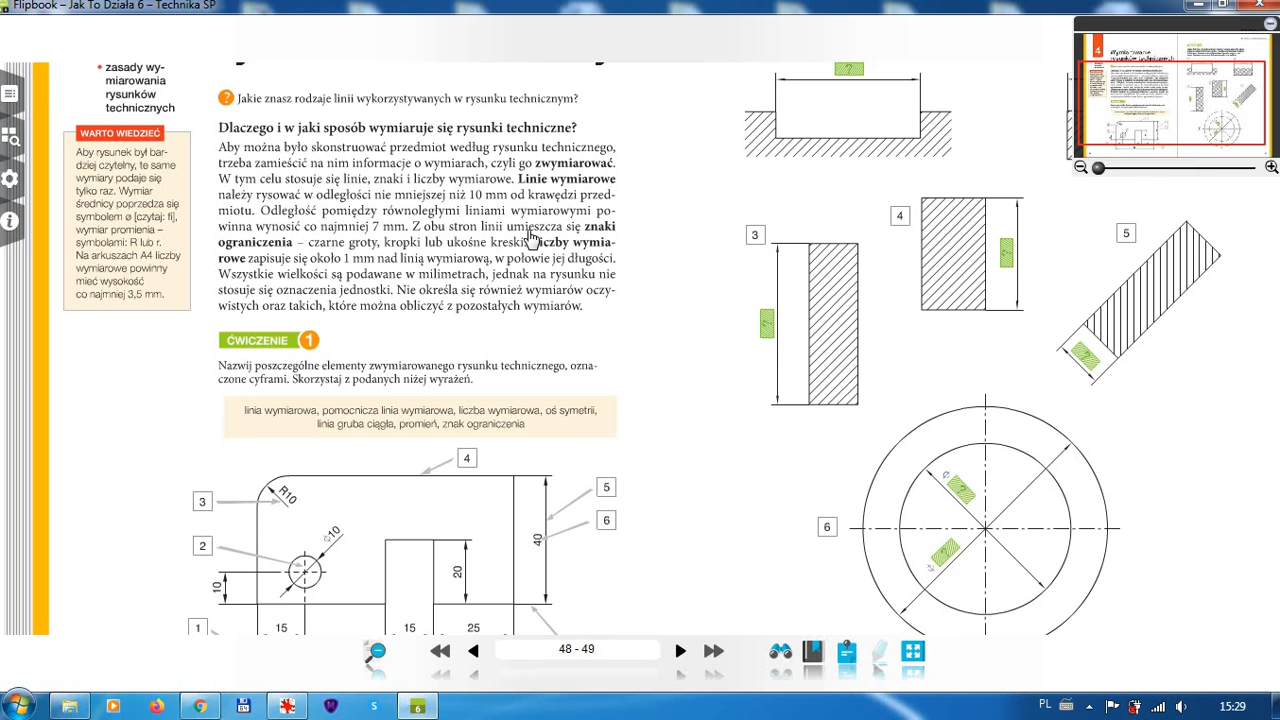 Flipbook - Jak To Działa 6 – Technika SP
zasady wy-
miarowania
rysunków
technicznych
WARTO WIEDZIEĆ
Aby rysunek był bar-
dziej czytelny, te same
wymiary podaje się
tylko raz. Wymiar
średnicy poprzedza się
symbolem ø [czytaj: fi],
wymiar promienia –
symbolami: R lub r.
Na arkuszach A4 liczby
wymiarowe powinny
mieć wysokość
co najmniej 3,5 mm.
? Jakie znasz rodzaje linii wykorzystywanych w rysunku technicznym?
Dlaczego i w jaki sposób wymiaruje się rysunki techniczne?
Aby można było skonstruować przedmiot według rysunku technicznego,
trzeba zamieścić na nim informacje o wymiarach, czyli go zwymiarować.
W tym celu stosuje się linie, znaki i liczby wymiarowe. Linie wymiarowe
należy rysować w odległości nie mniejszej niż 10 mm od krawędzi przed-
miotu. Odległość pomiędzy równoległymi liniami wymiarowymi po-
winna wynosić co najmniej 7 mm. Z obu stron linii umieszcza się znaki
ograniczenia – czarne groty, kropki lub ukośne kreski. Liczby wymia-
rowe zapisuje się około 1 mm nad linią wymiarową, w połowie jej długości.
Wszystkie wielkości są podawane w milimetrach, jednak na rysunku nie
stosuje się oznaczenia jednostki. Nie określa się również wymiarów oczy-
wistych oraz takich, które można obliczyć z pozostałych wymiarów.
ĆWICZENIE 1
Nazwij poszczególne elementy zwymiarowanego rysunku technicznego, ozna-
czone cyframi. Skorzystaj z podanych niżej wyrażeń.
linia wymiarowa, pomocnicza linia wymiarowa, liczba wymiarowa, oś symetrii,
linia gruba ciągła, promień, znak ograniczenia
4
5
3
R10
6
2
ø10
40
20
10
1
15
15
25
?
3
?
4
?
5
?
6
ø ?
ø ?
4
48 - 49
6
PL
15:29